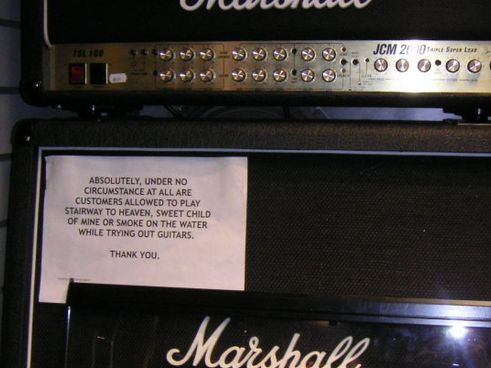 Marshall
TSL 100
JCM 2000 TRIPLE SUPER LEAD
ABSOLUTELY, UNDER NO
CIRCUMSTANCE AT ALL ARE
CUSTOMERS ALLOWED TO PLAY
STAIRWAY TO HEAVEN, SWEET CHILD
OF MINE OR SMOKE ON THE WATER
WHILE TRYING OUT GUITARS.
THANK YOU.
Marshall